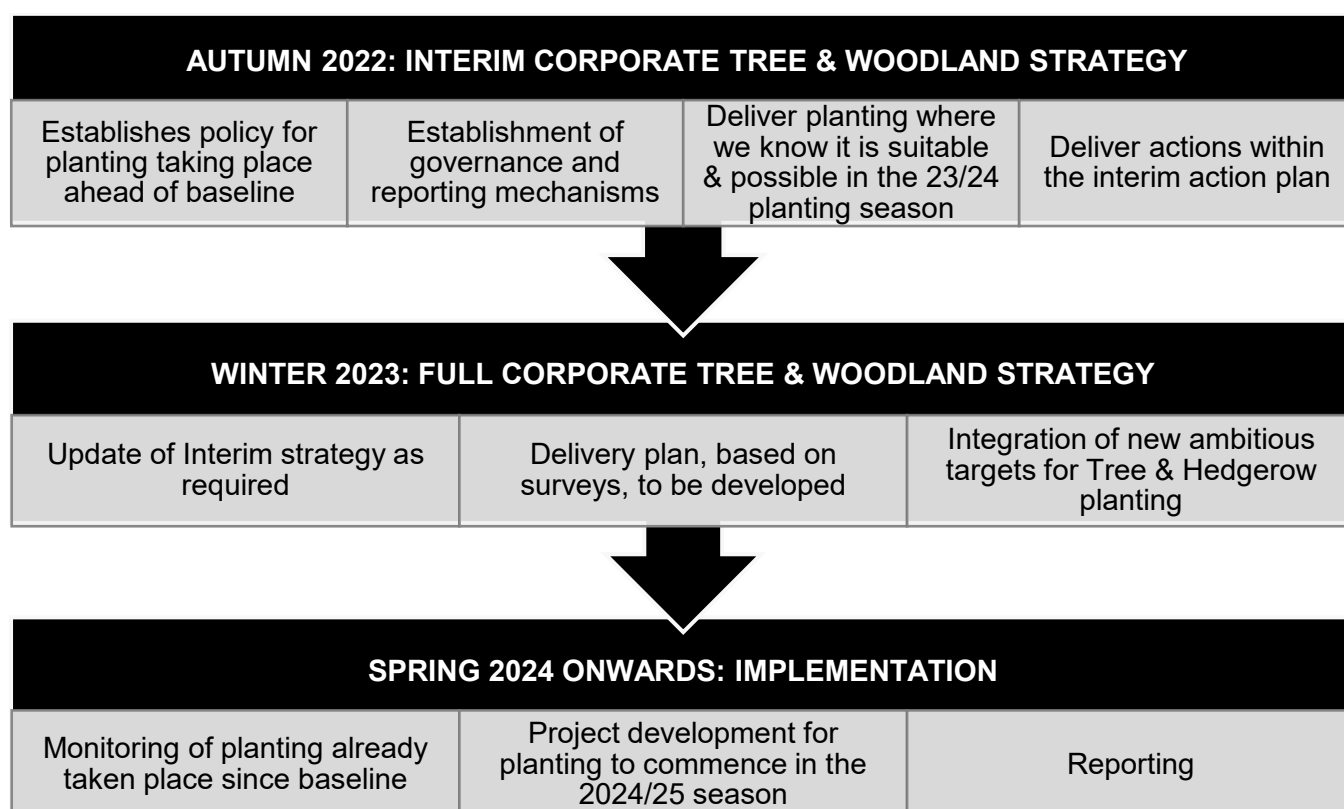 AUTUMN 2022: INTERIM CORPORATE TREE & WOODLAND STRATEGY
Establishes policy for
planting taking place
ahead of baseline
Establishment of
governance and
reporting mechanisms
Deliver planting where
we know it is suitable
& possible in the 23/24
planting season
Deliver actions within
the interim action plan
WINTER 2023: FULL CORPORATE TREE & WOODLAND STRATEGY
Update of Interim strategy as
required
Delivery plan, based on
surveys, to be developed
Integration of new ambitious
targets for Tree & Hedgerow
planting
SPRING 2024 ONWARDS: IMPLEMENTATION
Monitoring of planting already
taken place since baseline
Project development for
planting to commence in the
2024/25 season
Reporting